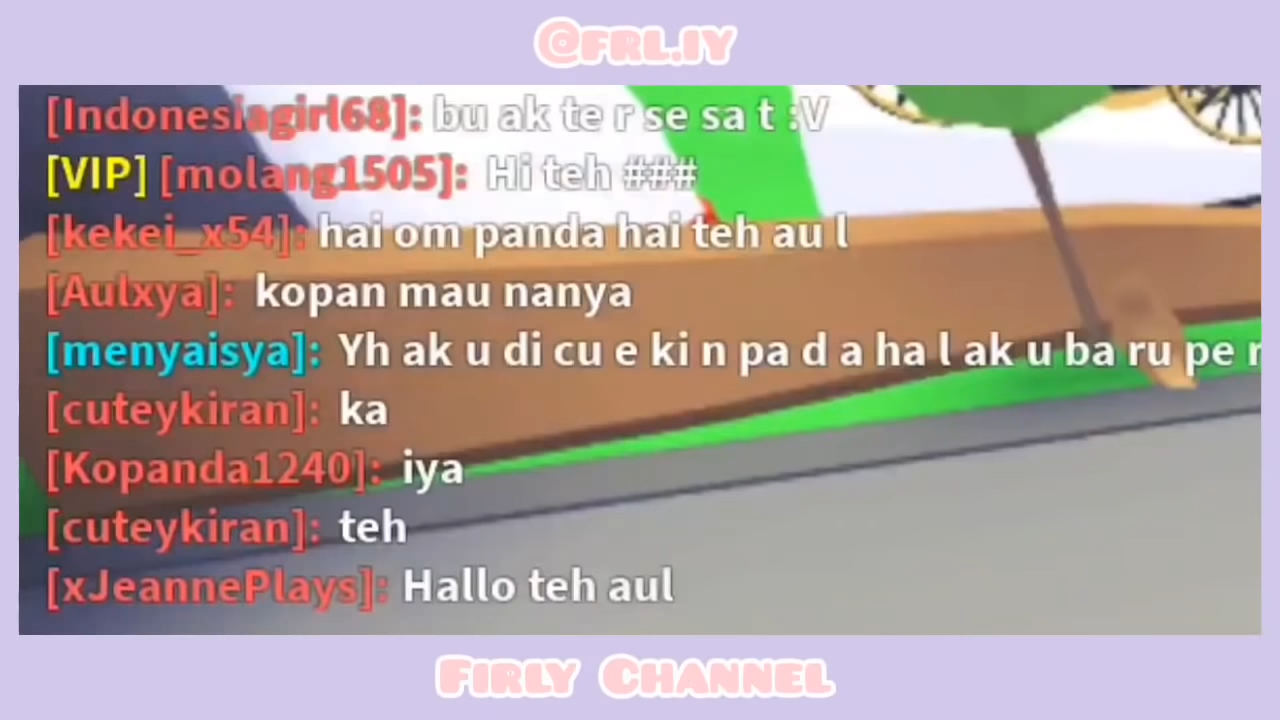 @FRL.IY
[Indonesiagirl68]: bu ak te r se sa t :V
[VIP] [molang1505]: Hi teh ###
[kekei_x54]: hai om panda hai teh au l
[Aulxya]: kopan mau nanya
[menyaisya]: Yh ak u di cu e ki n pa d a ha l ak u ba ru pe r
[cuteykiran]: ka
[Kopanda1240]: iya
[cuteykiran]: teh
[xJeannePlays]: Hallo teh aul
Firly Channel